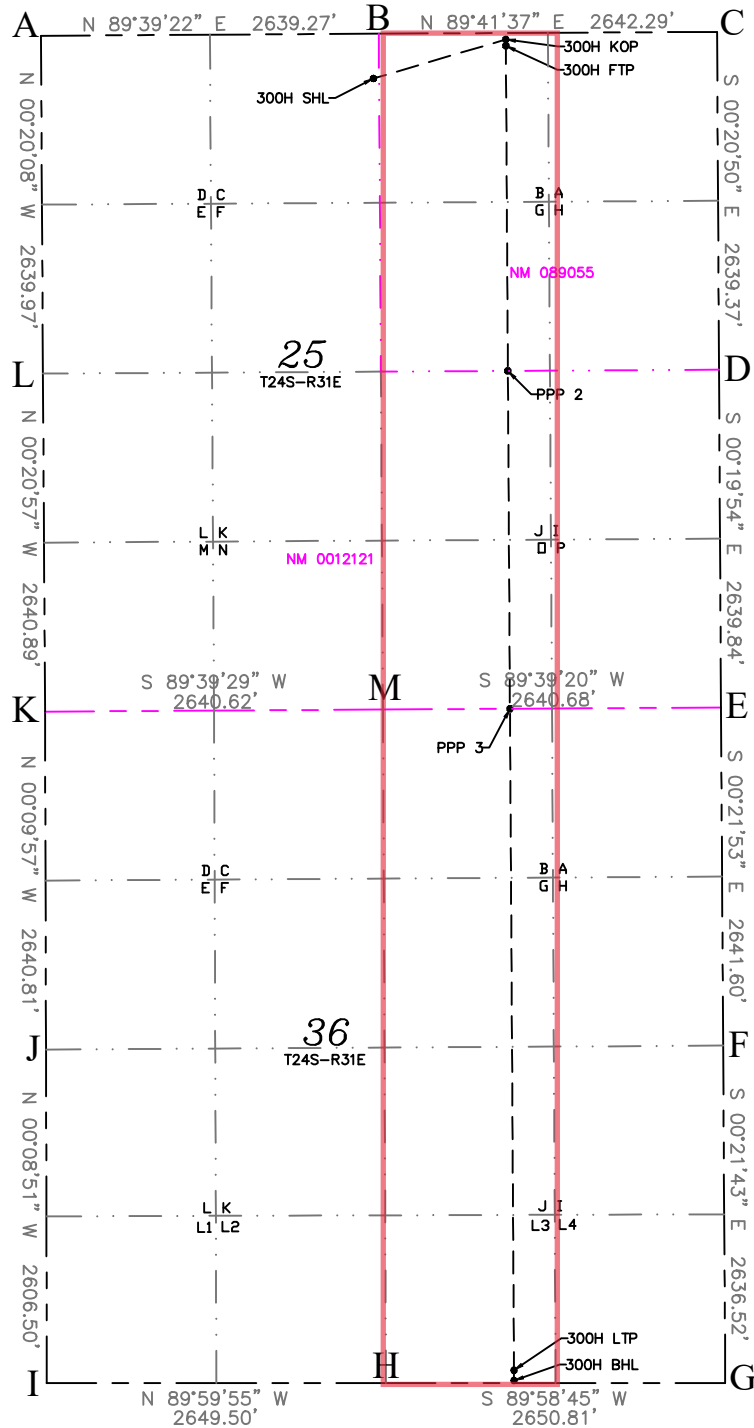 A
N 89°39'22" E 2639.27'
B
N 89°41'37" E 2642.29'
C
300H KOP
300H FTP
300H SHL
N 00°20'08" W 2639.97'
S 00°20'50" E 2639.37'
D C
E F
B A
G H
NM 089055
25
T24S-R31E
L
D
PPP 2
N 00°20'57" W 2640.89'
S 00°19'54" E 2639.84'
L K
M N
J I
O P
NM 0012121
S 89°39'29" W
2640.62'
M
S 89°39'20" W
2640.68'
K
E
PPP 3
N 00°09'57" W 2640.81'
S 00°21'53" E 2641.60'
D C
E F
B A
G H
36
T24S-R31E
J
F
N 00°08'51" W 2606.50'
S 00°21'43" E 2636.52'
L K
L1 L2
J I
L3 L4
300H LTP
300H BHL
I
H
G
N 89°59'55" W
2649.50'
S 89°58'45" W
2650.81'